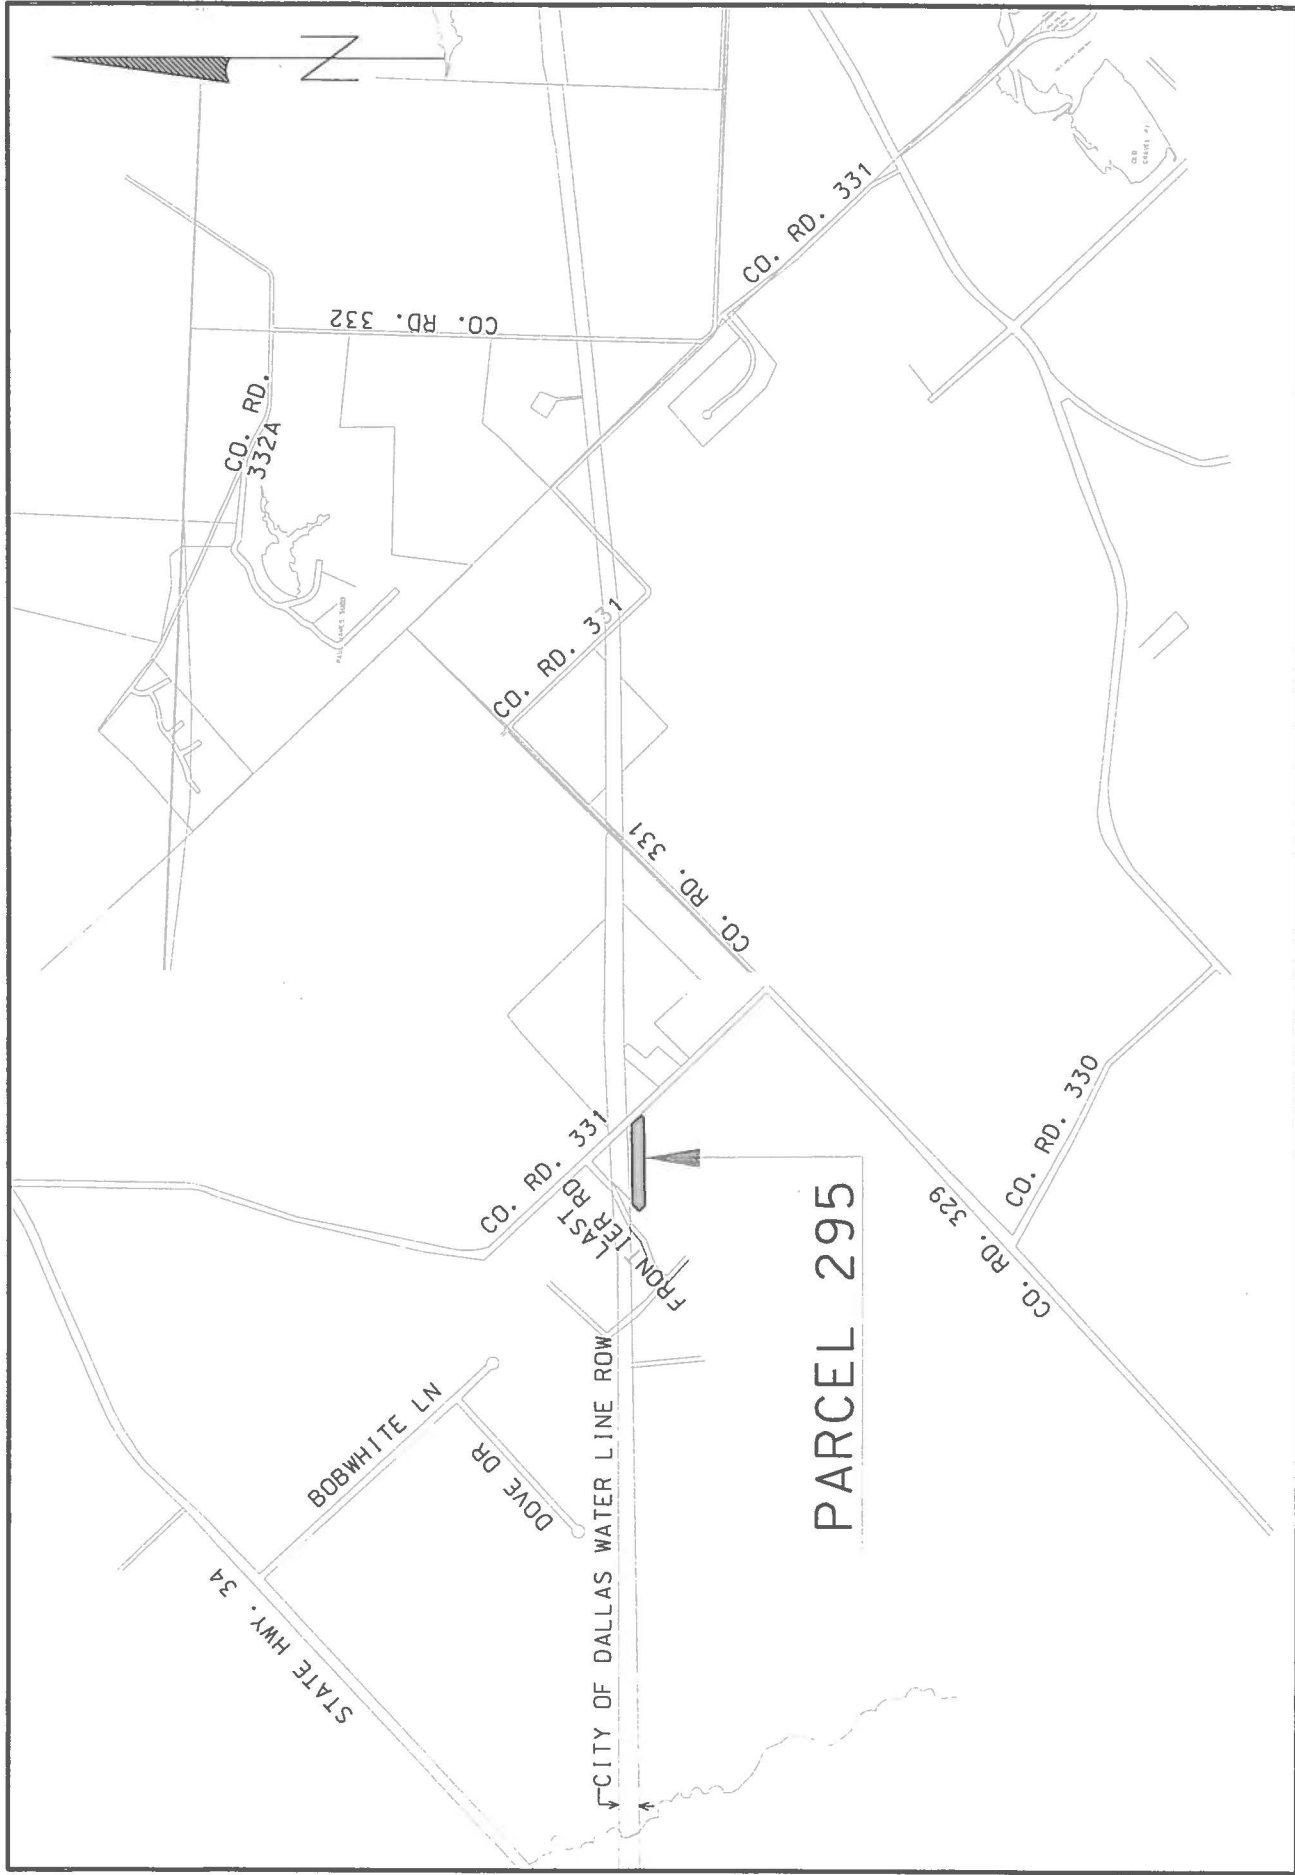 N
CO. RD.
332A
CO. RD. 332
CO. RD. 331
OLD
CO. RD. 331
CO. RD. 331
CO. RD. 331
LAST
FRONTIER RD
STATE HWY. 34
BOBWHITE LN
DOVE DR
CITY OF DALLAS WATER LINE ROW
PARCEL 295
CO. RD. 329
CO. RD. 330